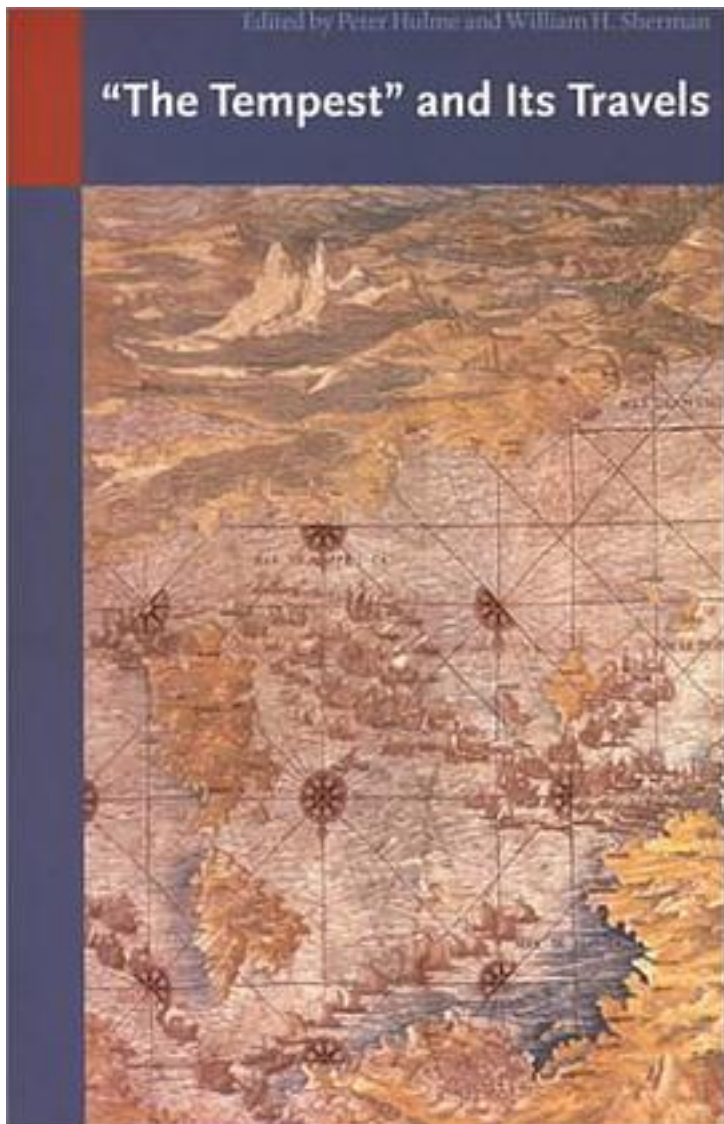 Edited by Peter Hulme and William H. Sherman
“The Tempest” and Its Travels